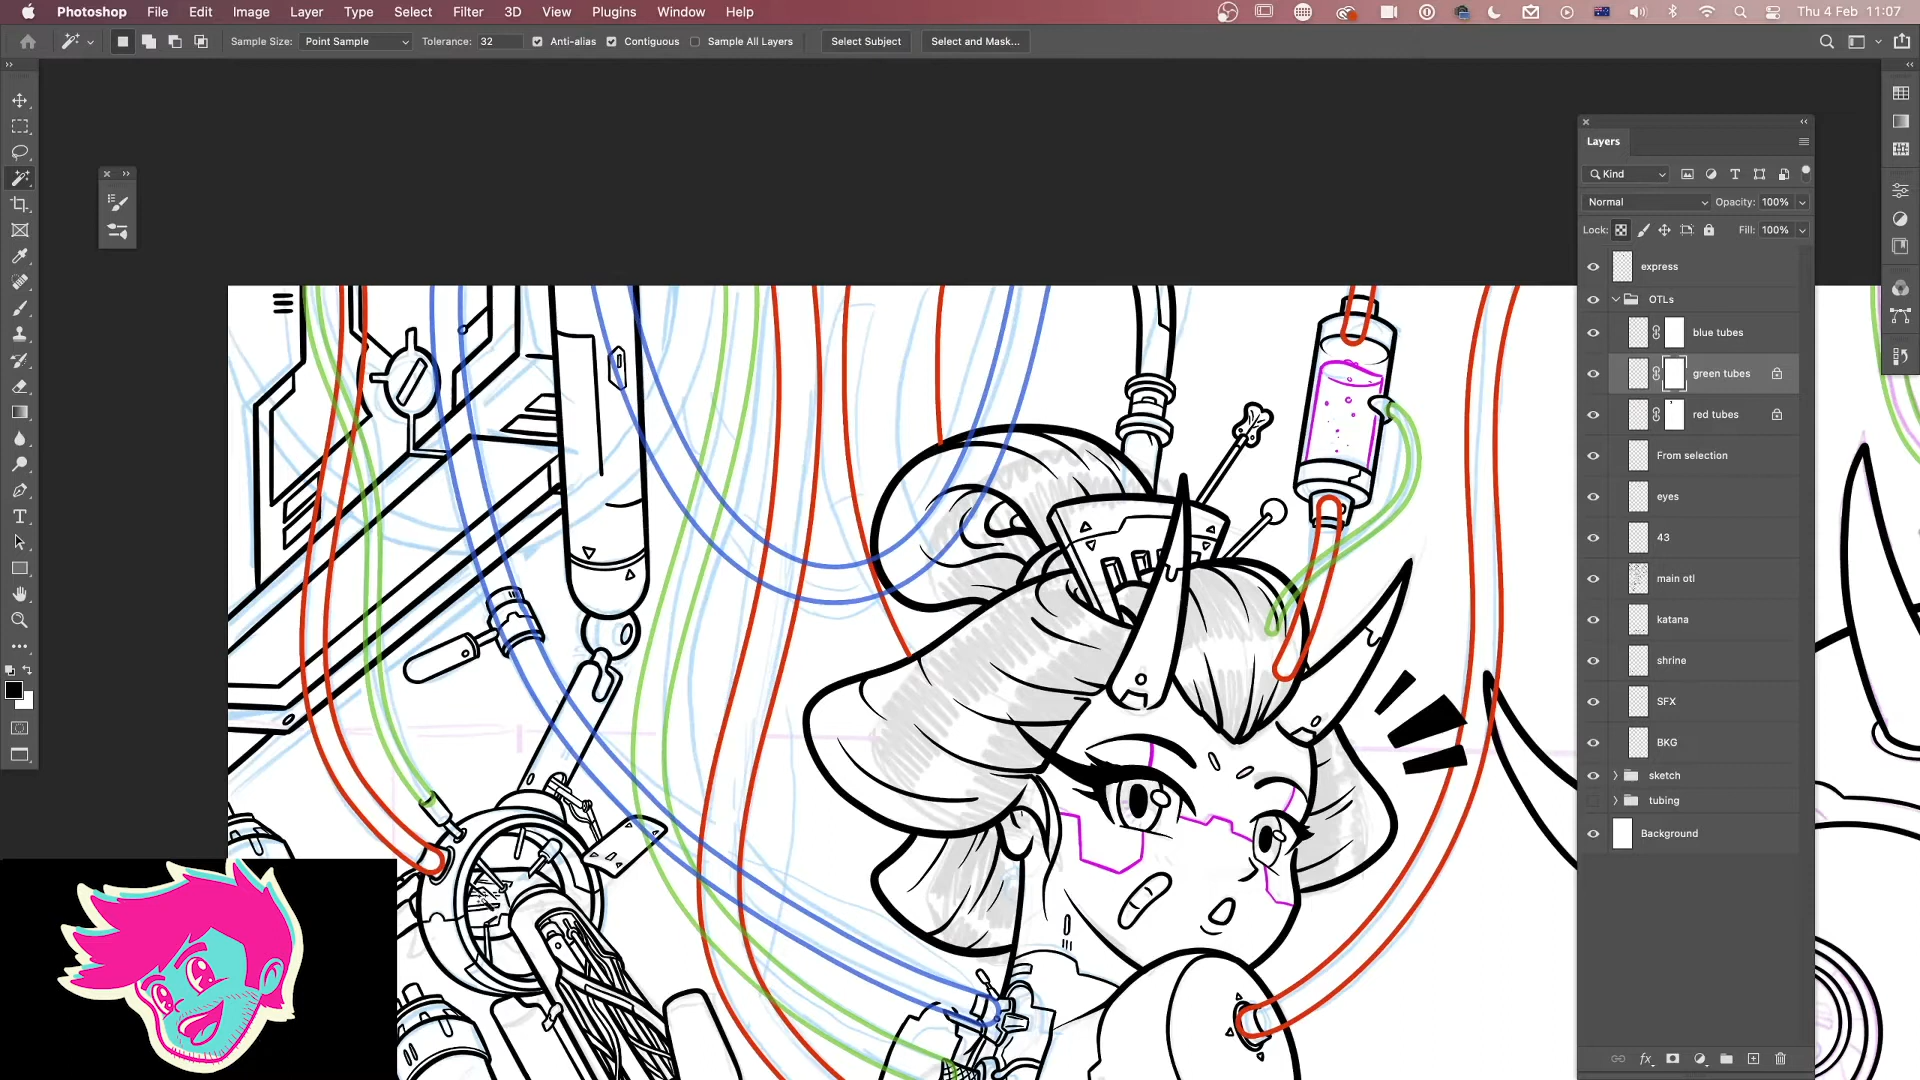 Photoshop File Edit Image Layer Type Select Filter 3D View Plugins Window Help Thu 4 Feb 11:07
Sample Size: Point Sample Tolerance: 32 Anti-alias Contiguous Sample All Layers Select Subject Select and Mask...
Layers
Kind
Normal Opacity: 100%
Lock: Fill: 100%
express
OTLs
blue tubes
green tubes
red tubes
From selection
eyes
43
main otl
katana
shrine
SFX
BKG
sketch
tubing
Background